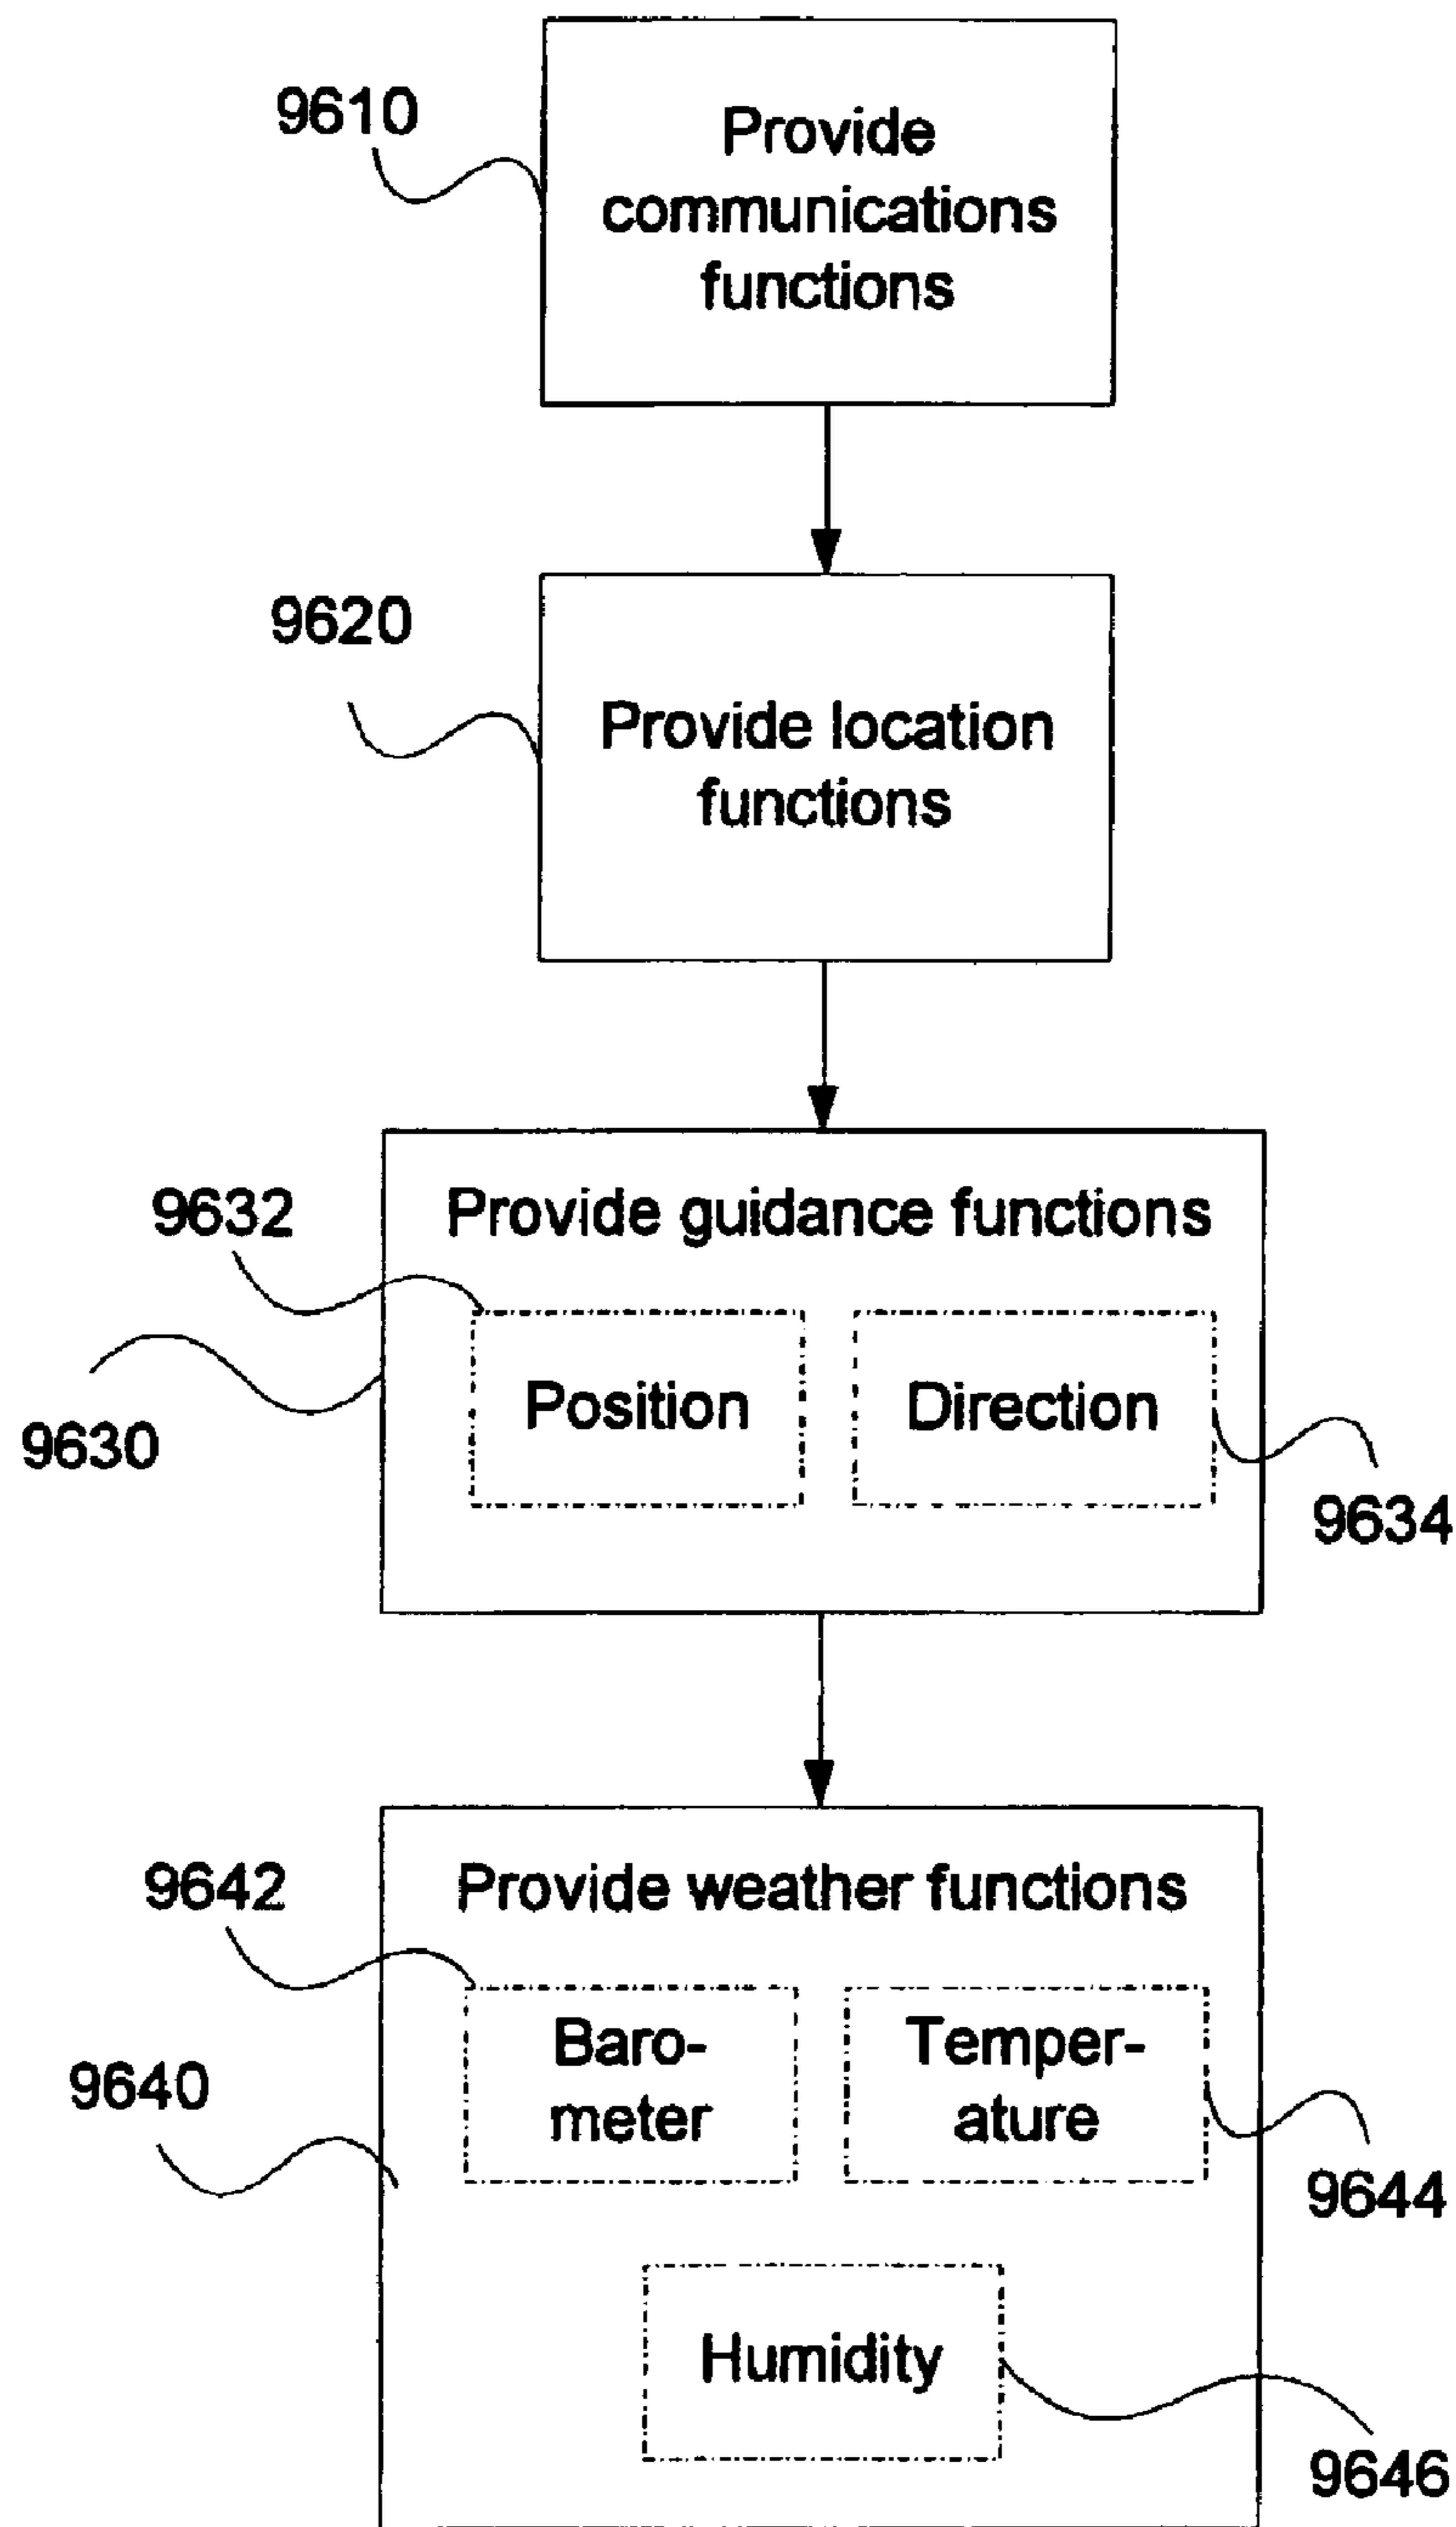 9610
Provide
communications
functions
9620
Provide location
functions
9632
Provide guidance functions
Position
Direction
9630
9634
9642
Provide weather functions
Baro-
meter
Temper-
ature
9640
9644
Humidity
9646